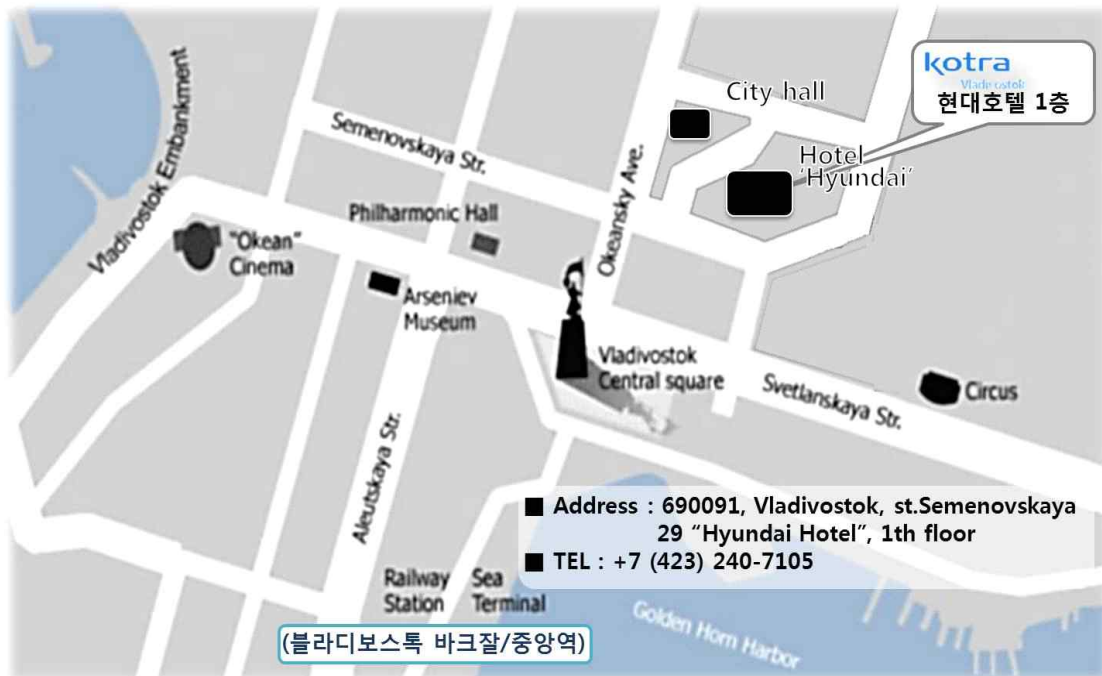 kotra
Vladivostok
현대호텔 1층
City hall
Hotel
'Hyundai'
Semenovskaya Str.
Vladivostok Embankment
Philharmonic Hall
Okeansky Ave.
"Okean"
Cinema
Arseniev
Museum
Vladivostok
Central square
Svetlanskaya Str.
Circus
Aleutskaya Str.
■ Address : 690091, Vladivostok, st.Semenovskaya
29 “Hyundai Hotel”, 1th floor
■ TEL : +7 (423) 240-7105
Railway
Station
Sea
Terminal
Golden Horn Harbor
(블라디보스톡 바크잘/중앙역)